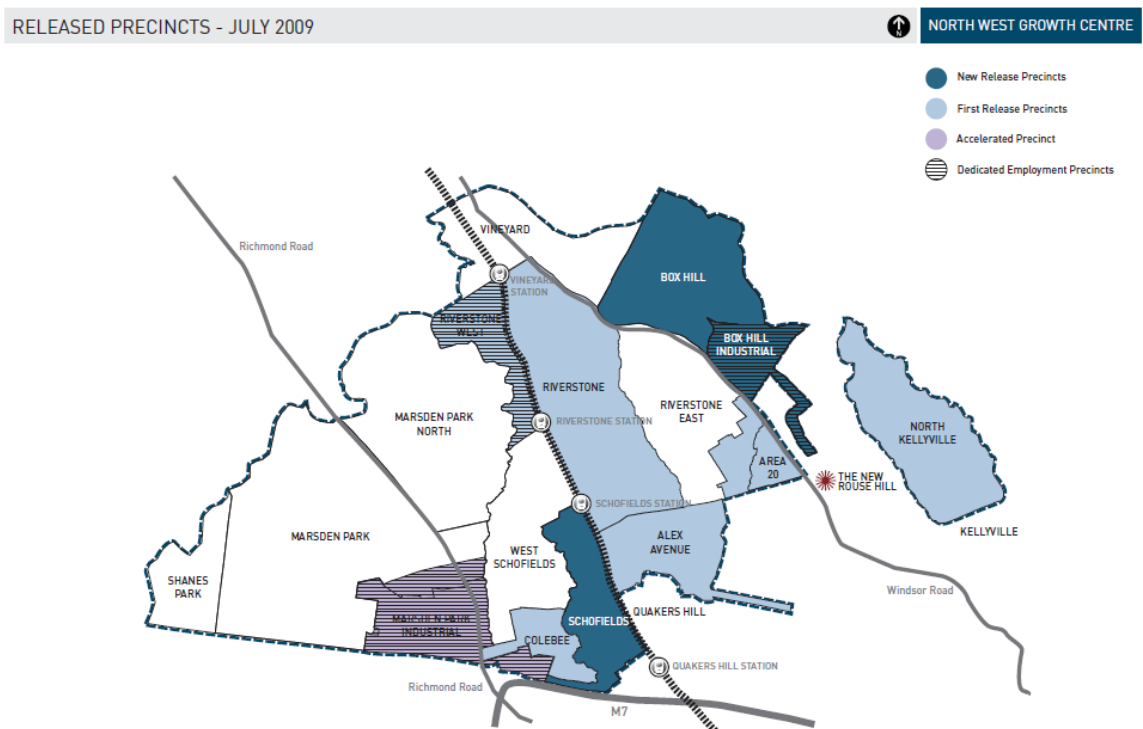 RELEASED PRECINCTS - JULY 2009
N
NORTH WEST GROWTH CENTRE
New Release Precincts
First Release Precincts
Accelerated Precinct
Dedicated Employment Precincts
Richmond Road
VINEYARD
VINEYARD
STATION
BOX HILL
RIVERSTONE
WEST
BOX HILL
INDUSTRIAL
RIVERSTONE
MARSDEN PARK
NORTH
RIVERSTONE STATION
RIVERSTONE
EAST
NORTH
KELLYVILLE
AREA
20
THE NEW
ROUSE HILL
SCHOFIELDS STATION
KELLYVILLE
MARSDEN PARK
ALEX
AVENUE
WEST
SCHOFIELDS
SHANES
PARK
Windsor Road
QUAKERS HILL
MARSDEN PARK
INDUSTRIAL
SCHOFIELDS
COLEBEE
QUAKERS HILL STATION
Richmond Road
M7